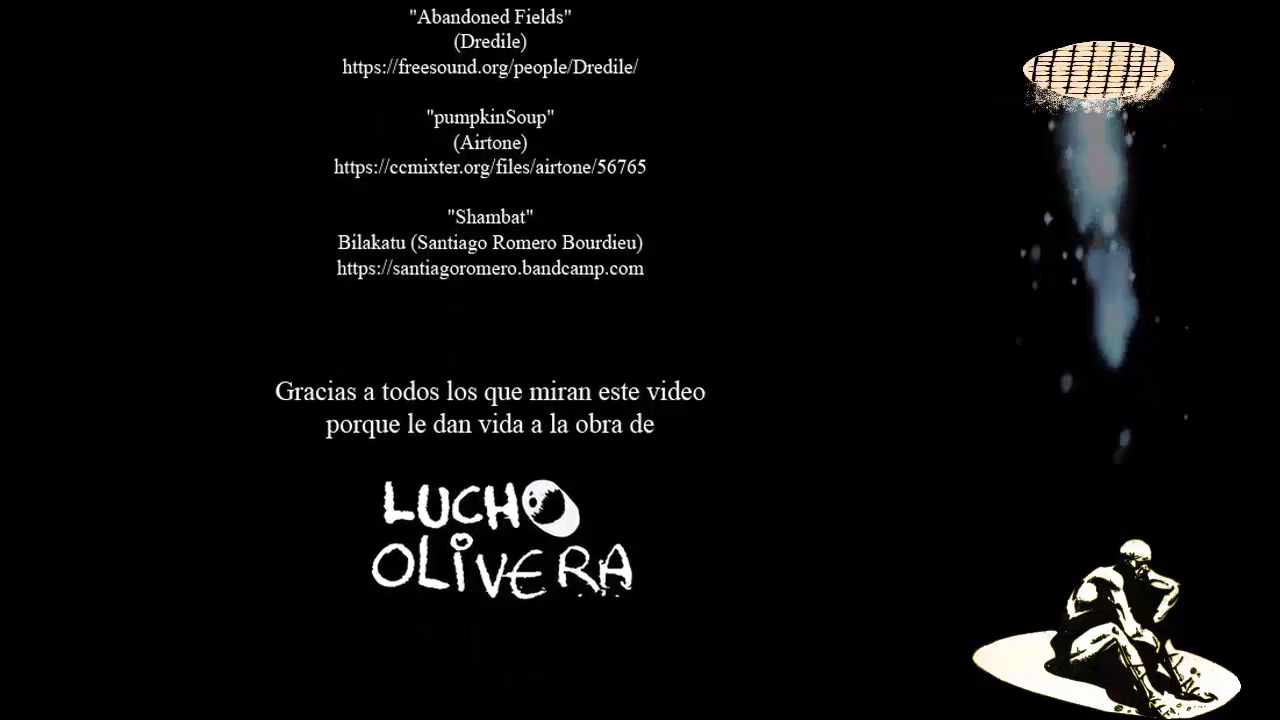 "Abandoned Fields"
(Dredile)
https://freesound.org/people/Dredile/
"pumpkinSoup"
(Airtone)
https://ccmixter.org/files/airtone/56765
"Shambat"
Bilakatu (Santiago Romero Bourdieu)
https://santiagoromero.bandcamp.com
Gracias a todos los que miran este video
porque le dan vida a la obra de
LUCHO
OLiVERA